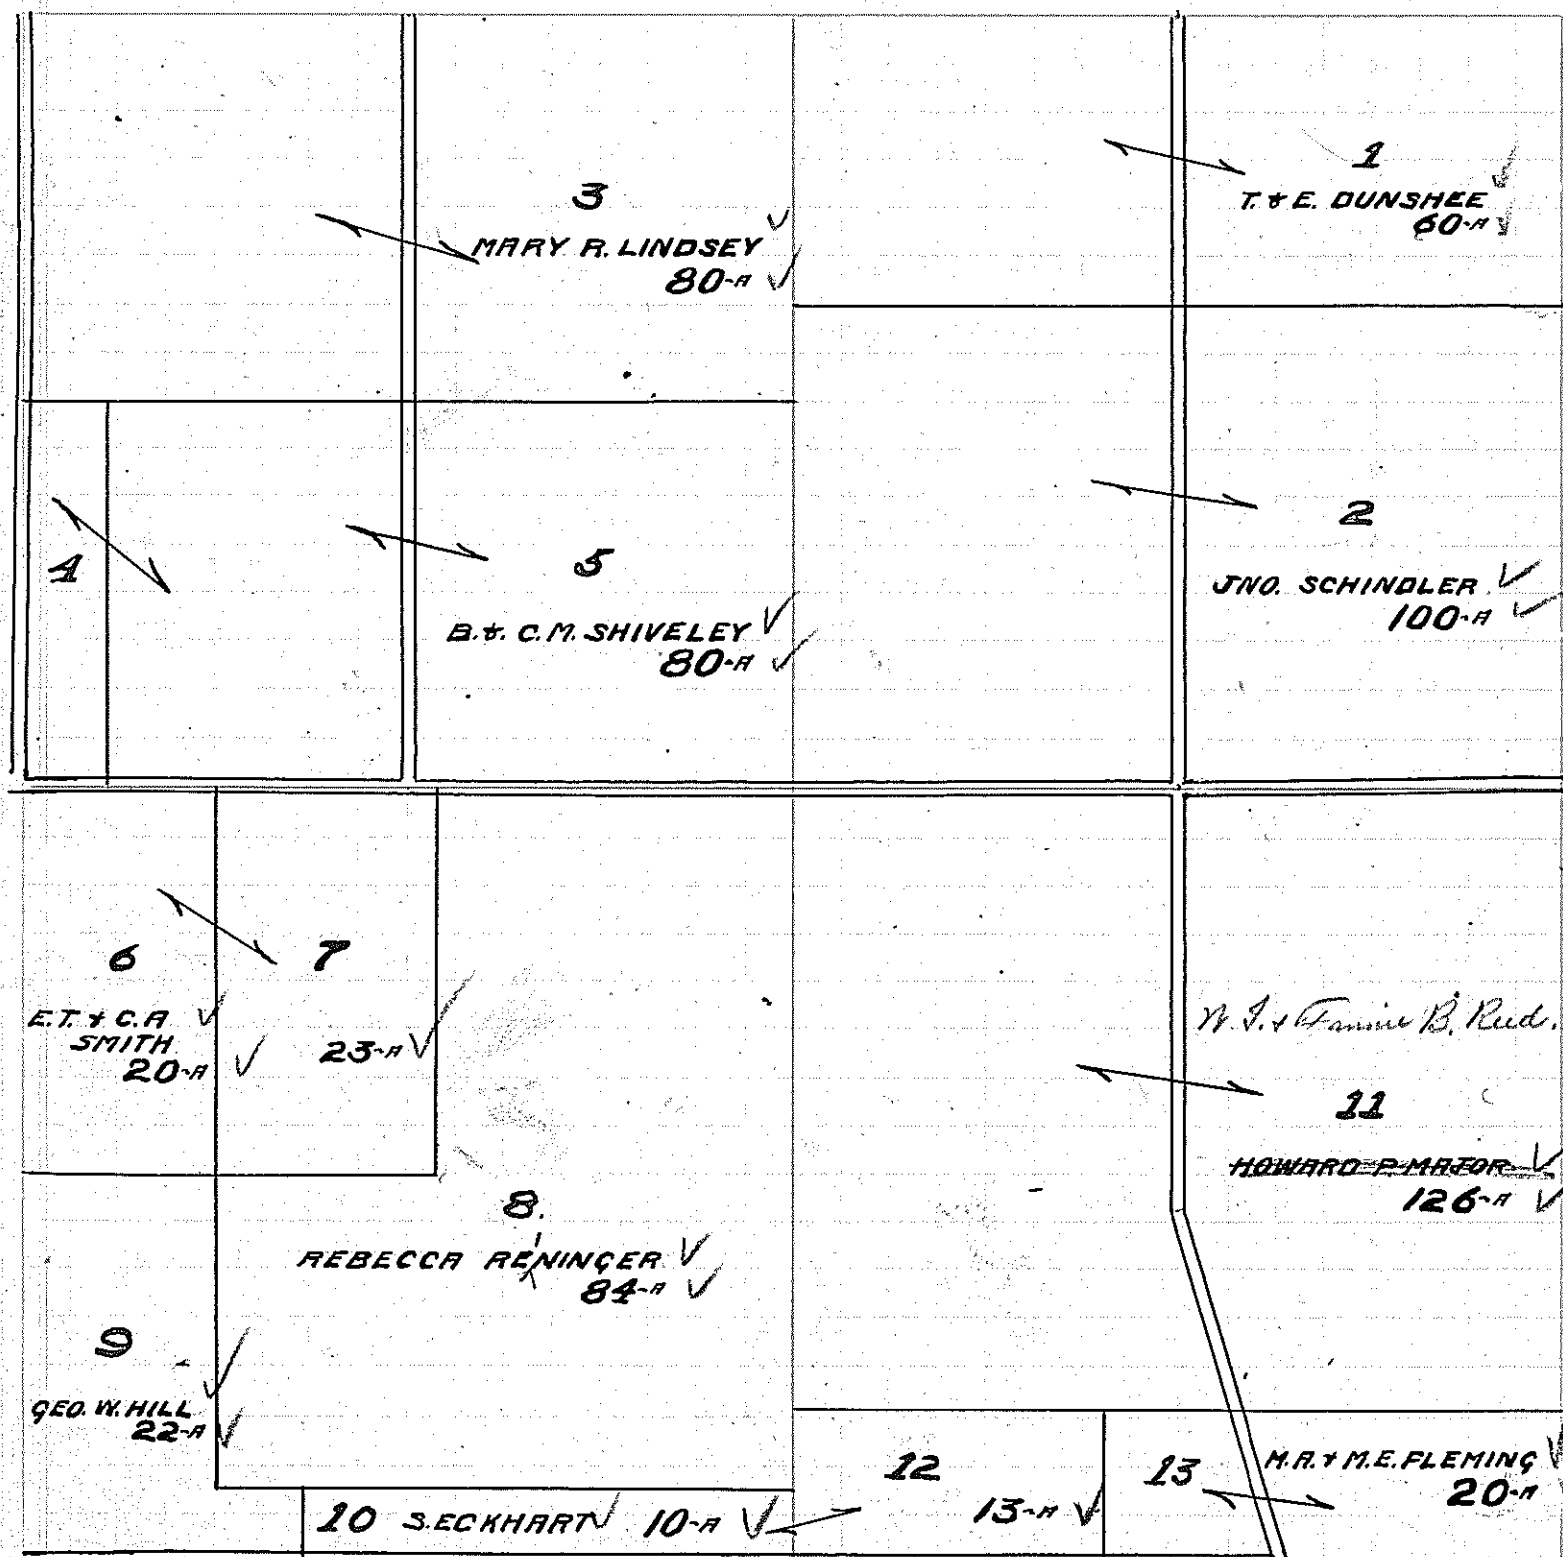 1
T. & E. DUNSHEE
60-A
3
MARY R. LINDSEY
80-A
2
JNO. SCHINDLER
100-A
4
5
B. & C. M. SHIVELEY
80-A
6
E.T. & C.A
SMITH
20-A
7
23-A
8.
REBECCA RENINGER
84-A
9
GEO. W. HILL
22-A
10 S. ECKHART 10-A
& Fannie B. Reed.
11
HOWARD P. MAJOR
126-A
12
13-A
13
M.A. & M.E. FLEMING
20-A